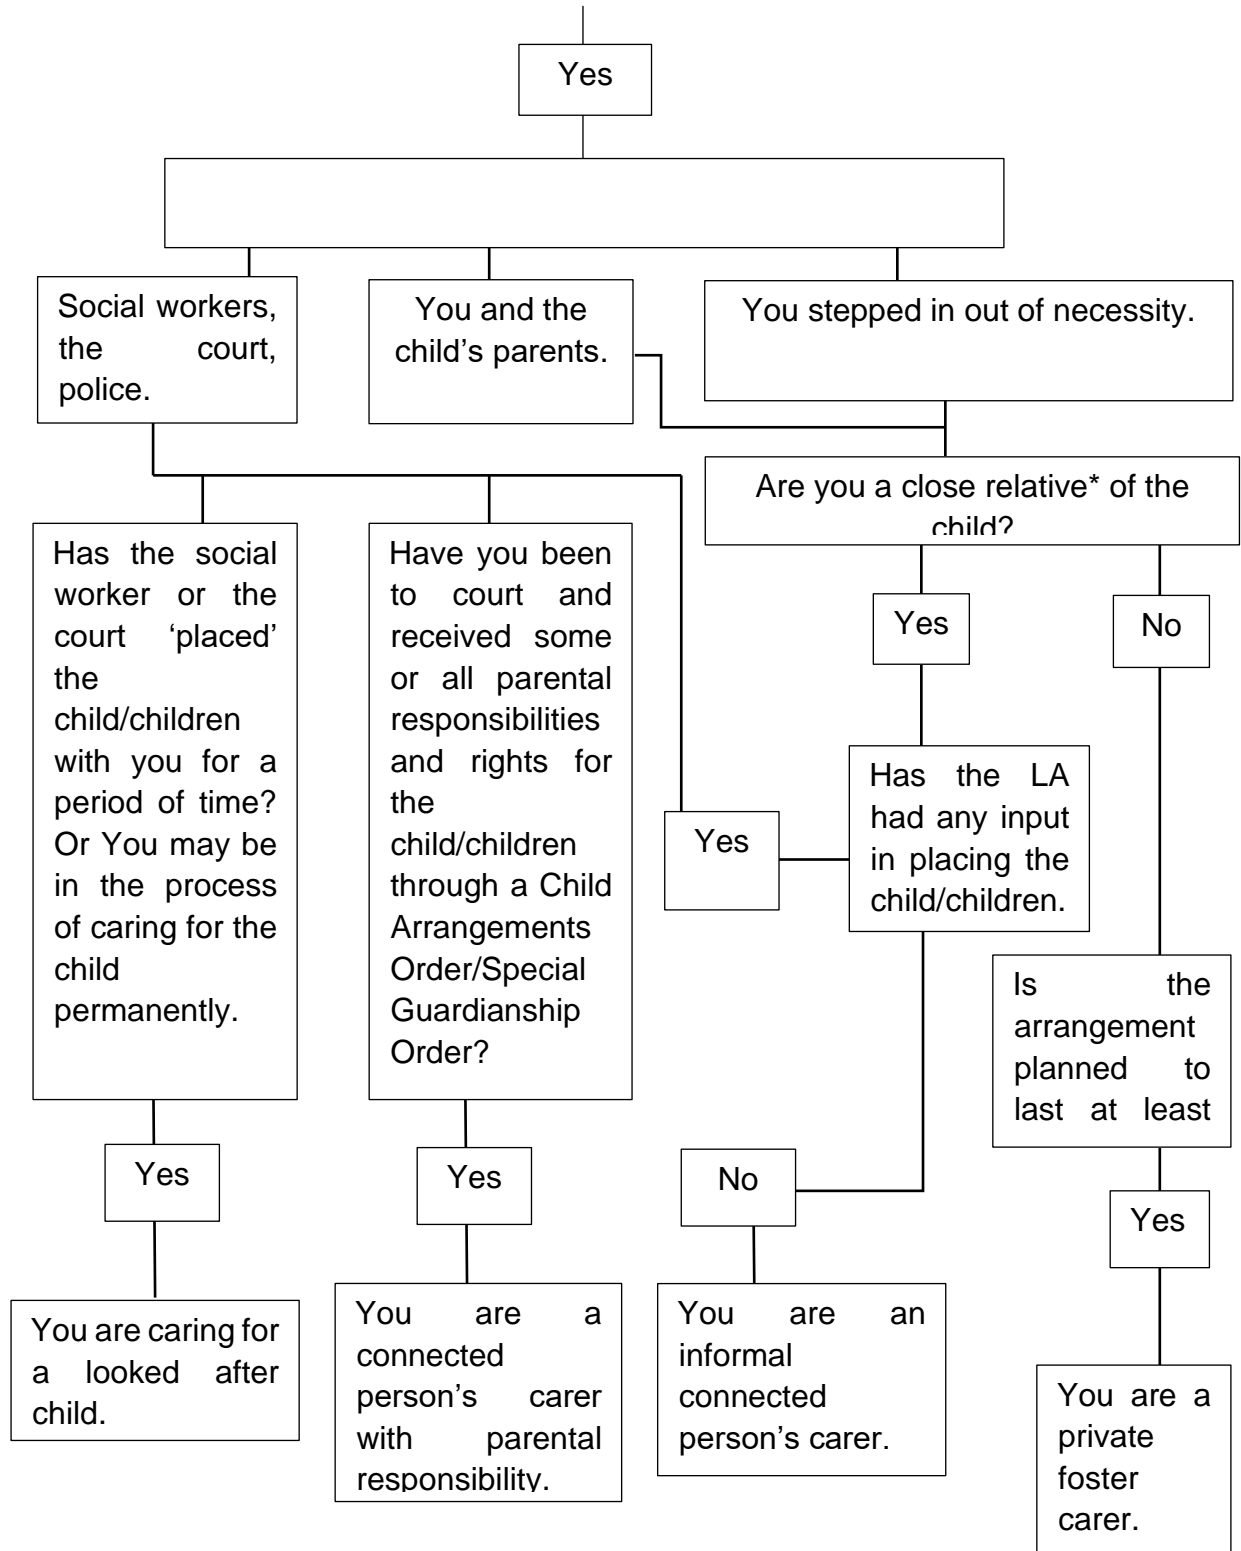 Yes
Social workers,
the court,
police.
You and the
child’s parents.
You stepped in out of necessity.
Are you a close relative* of the
child?
Has the social
worker or the
court ‘placed’
the
child/children
with you for a
period of time?
Or You may be
in the process
of caring for the
child
permanently.
Have you been
to court and
received some
or all parental
responsibilities
and rights for
the
child/children
through a Child
Arrangements
Order/Special
Guardianship
Order?
Yes
No
Yes
Has the LA
had any input
in placing the
child/children.
Is the
arrangement
planned to
last at least
Yes
Yes
No
Yes
You are caring for
a looked after
child.
You are a
connected
person’s carer
with parental
responsibility.
You are an
informal
connected
person’s carer.
You are a
private
foster
carer.